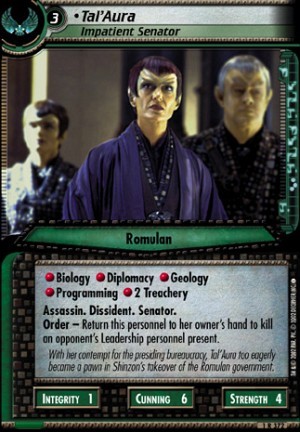 3
•Tal'Aura
Impatient Senator
Romulan
Biology Diplomacy Geology
Programming 2 Treachery
Assassin. Dissident. Senator.
Order – Return this personnel to her owner's hand to kill
an opponent's Leadership personnel present.
With her contempt for the presiding bureaucracy, Tal'Aura too eagerly
became a pawn in Shinzon's takeover of the Romulan government.
INTEGRITY 1 CUNNING 6 STRENGTH 4